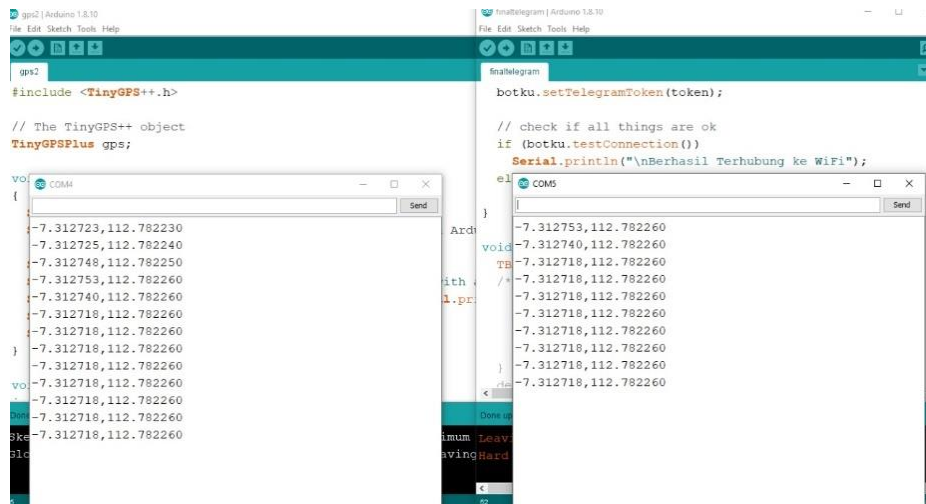 gps2 | Arduino 1.8.10
File Edit Sketch Tools Help
gps2
#include <TinyGPS++.h>
// The TinyGPS++ object
TinyGPSPlus gps;
{
COM4
Send
-7.312723,112.782230
-7.312725,112.782240
-7.312748,112.782250
-7.312753,112.782260
-7.312740,112.782260
-7.312718,112.782260
-7.312718,112.782260
-7.312718,112.782260
-7.312718,112.782260
-7.312718,112.782260
-7.312718,112.782260
-7.312718,112.782260
-7.312718,112.782260
}
finaltelegram | Arduino 1.8.10
File Edit Sketch Tools Help
finaltelegram
botku.setTelegramToken(token);
// check if all things are ok
if (botku.testConnection())
Serial.println("\nBerhasil Terhubung ke WiFi");
}
void
COM5
Send
-7.312753,112.782260
-7.312740,112.782260
-7.312718,112.782260
-7.312718,112.782260
-7.312718,112.782260
-7.312718,112.782260
-7.312718,112.782260
-7.312718,112.782260
-7.312718,112.782260
-7.312718,112.782260
Hard